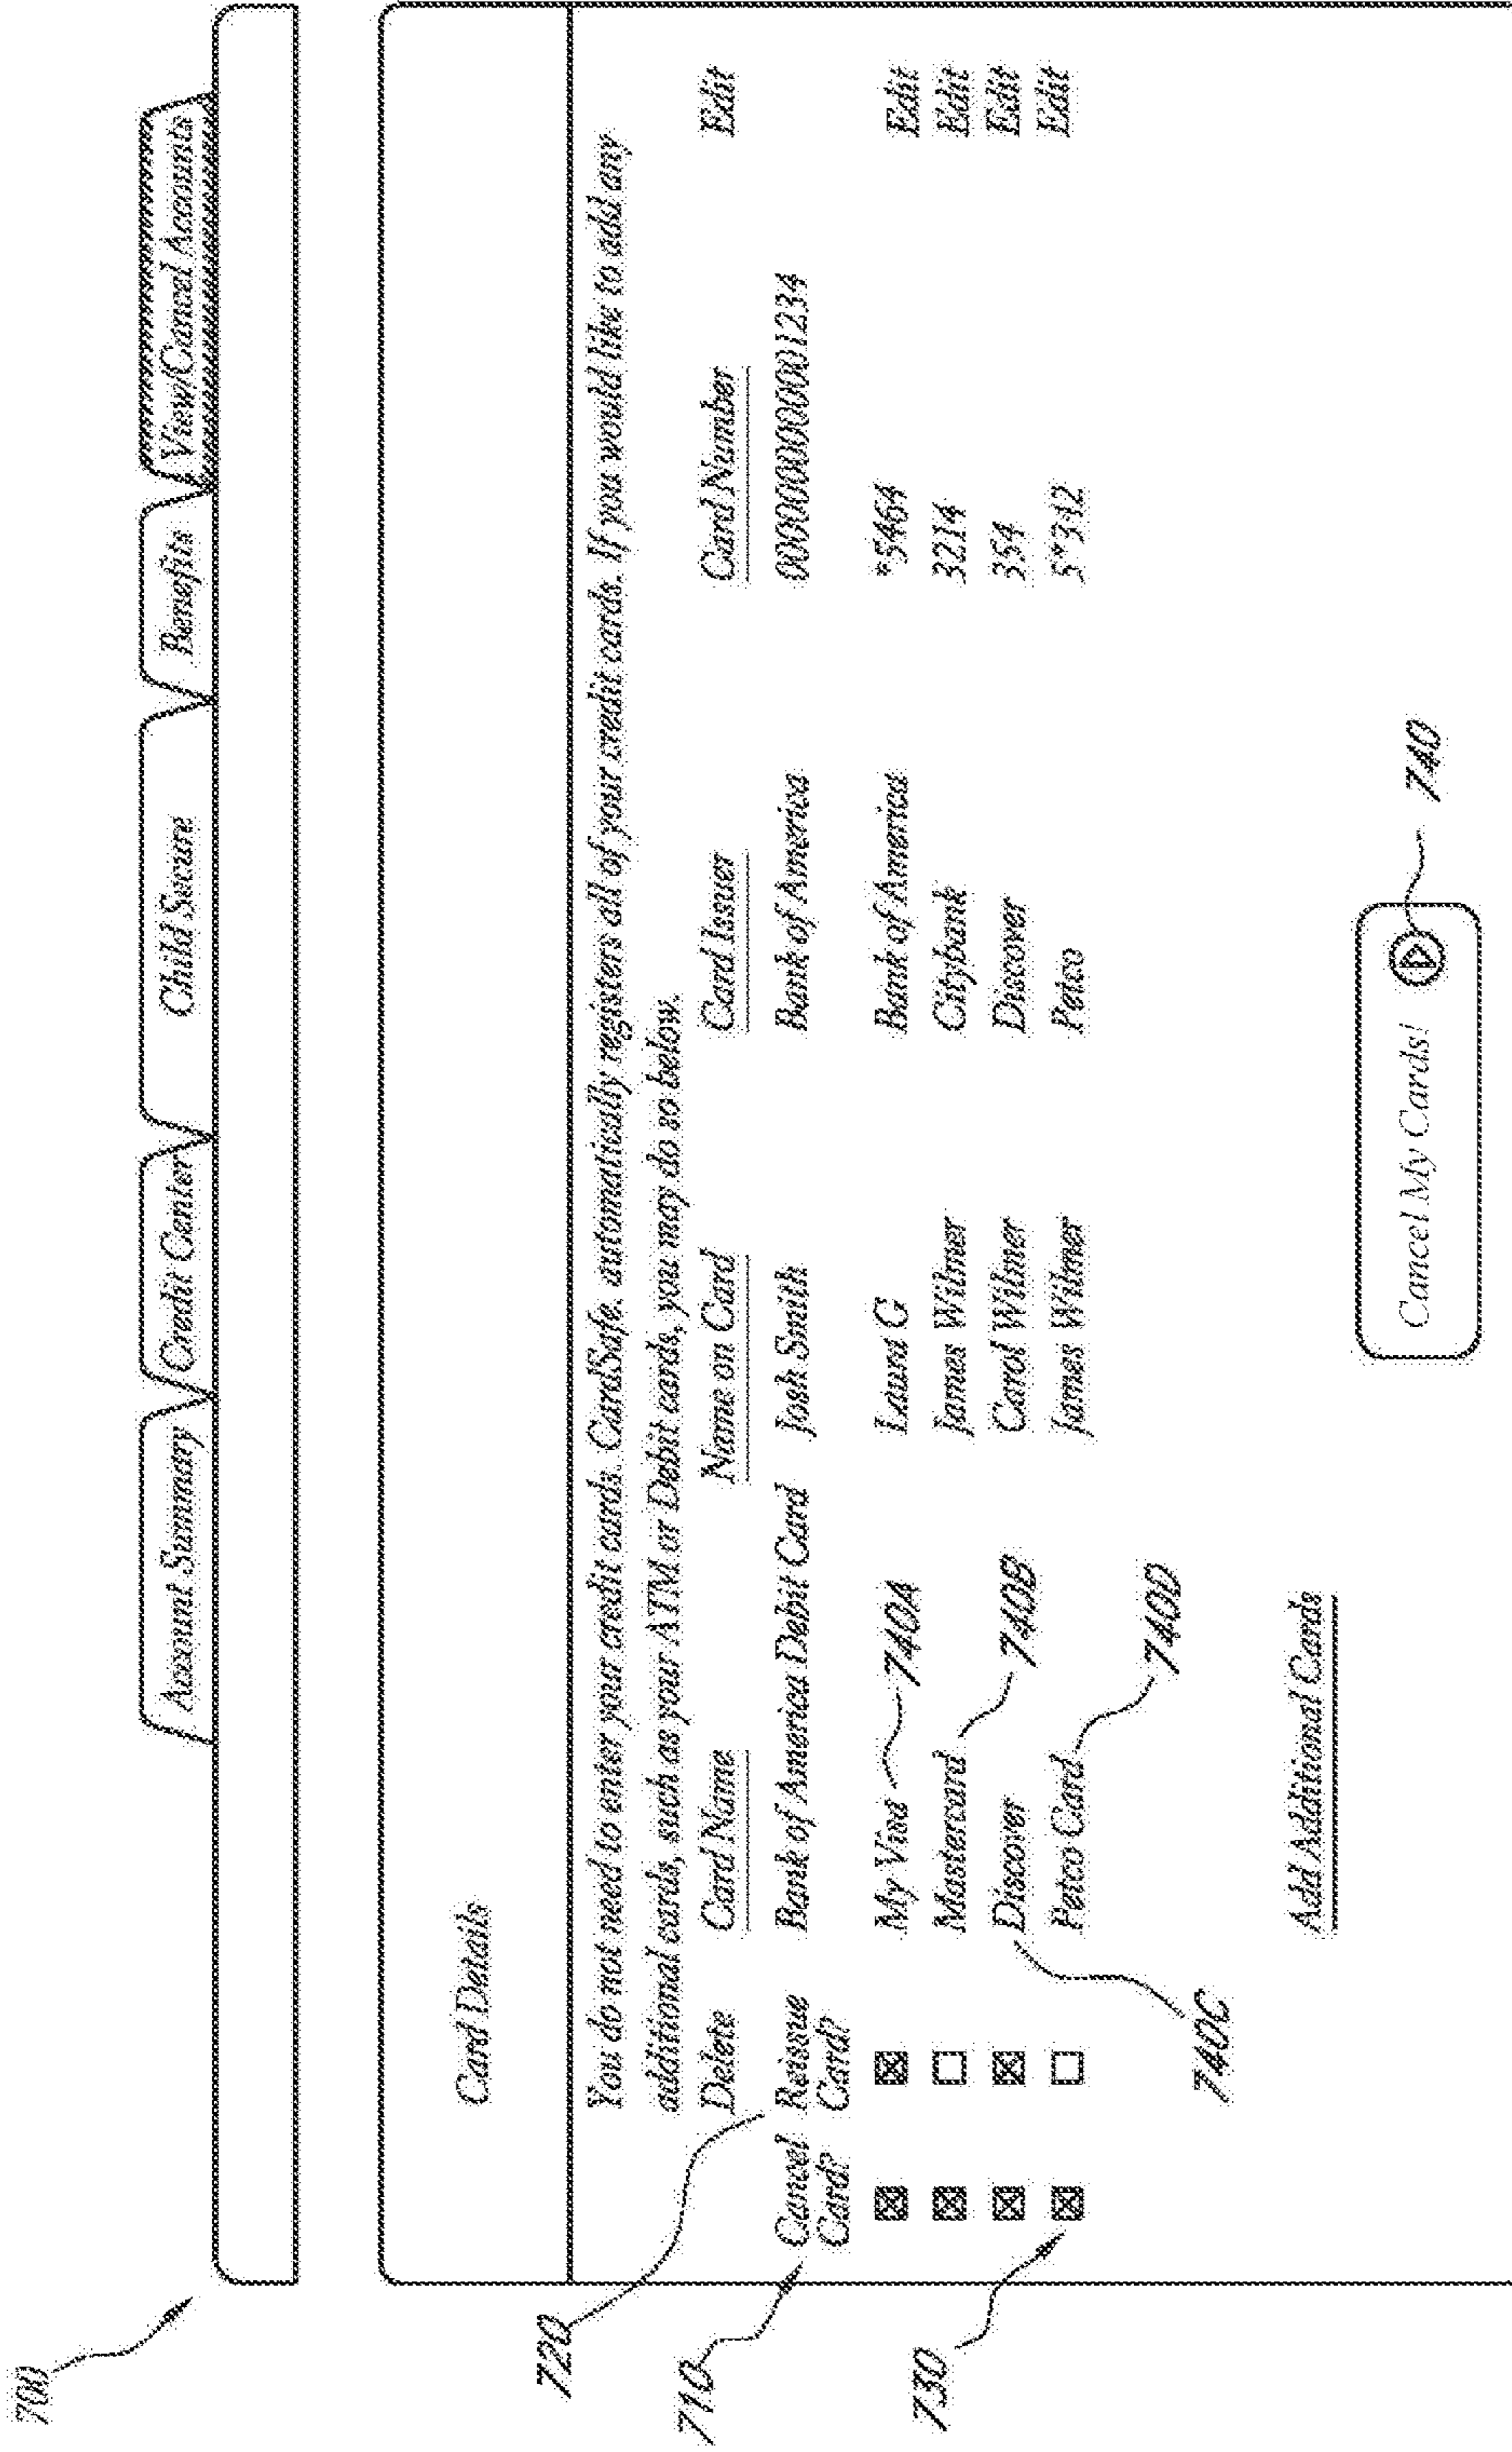 700
Account Summary Credit Center Child Secure Benefits View/Cancel Accounts
Card Details
You do not need to enter your credit cards. CardSafe. automatically registers all of your credit cards. If you would like to add any
additional cards, such as your ATM or Debit cards, you may do so below.
Delete Card Name Name on Card Card Issuer Card Number Edit
720
710
Cancel Card? Reissue Card? Bank of America Debit Card Josh Smith Bank of America 0000000000001234
My Visa 740A Laura G Bank of America *5464 Edit
Mastercard 740B James Wilmer Citybank 3214 Edit
Discover Carol Wilmer Discover 354 Edit
730
Petco Card 740D James Wilmer Petco 5*342 Edit
740C
Add Additional Cards
Cancel My Cards! 740